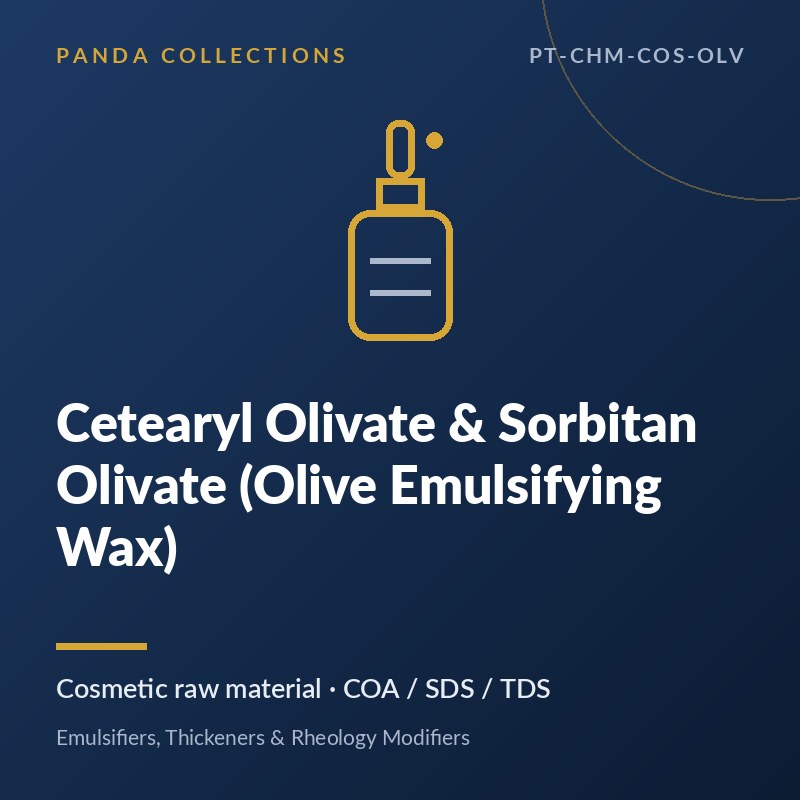 PANDA COLLECTIONS
PT-CHM-COS-OLV
Cetearyl Olivate & Sorbitan
Olivate (Olive Emulsifying
Wax)
Cosmetic raw material · COA / SDS / TDS
Emulsifiers, Thickeners & Rheology Modifiers